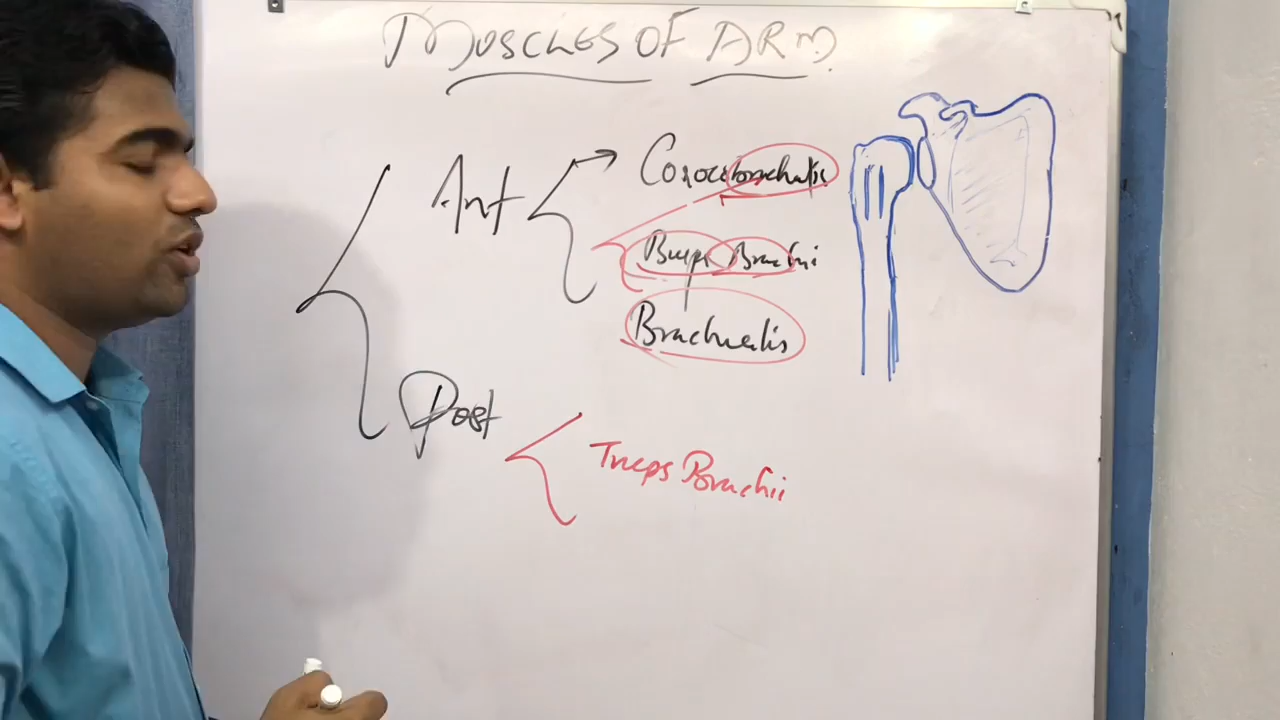 MUSCLES OF ARM
Ant
Coracobrachialis
Biceps Brachii
Brachialis
Post
Triceps Brachii